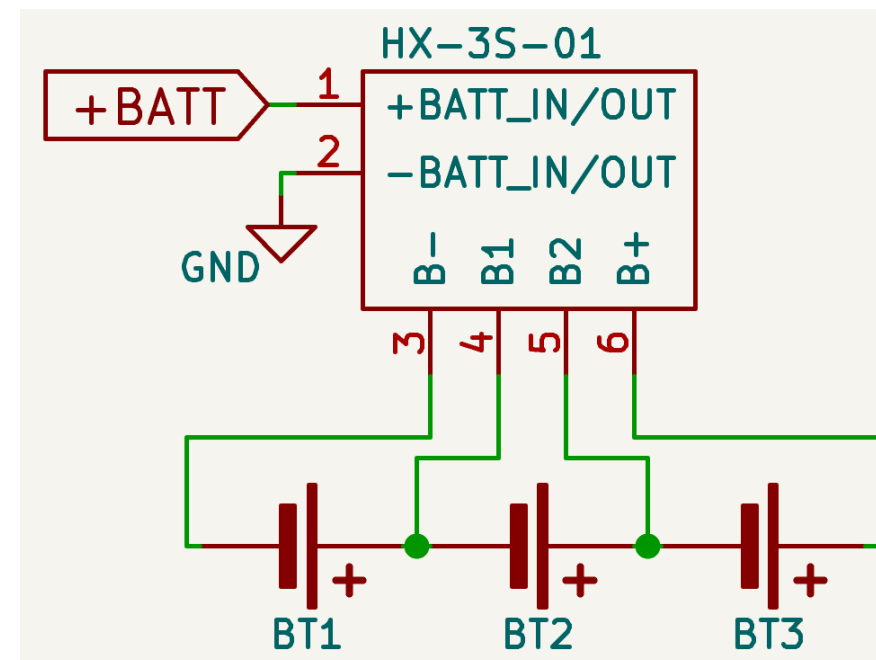 HX-3S-01
+BATT
1
+BATT_IN/OUT
2
-BATT_IN/OUT
GND
B-
B1
B2
B+
3
4
5
6
+
+
+
BT1
BT2
BT3